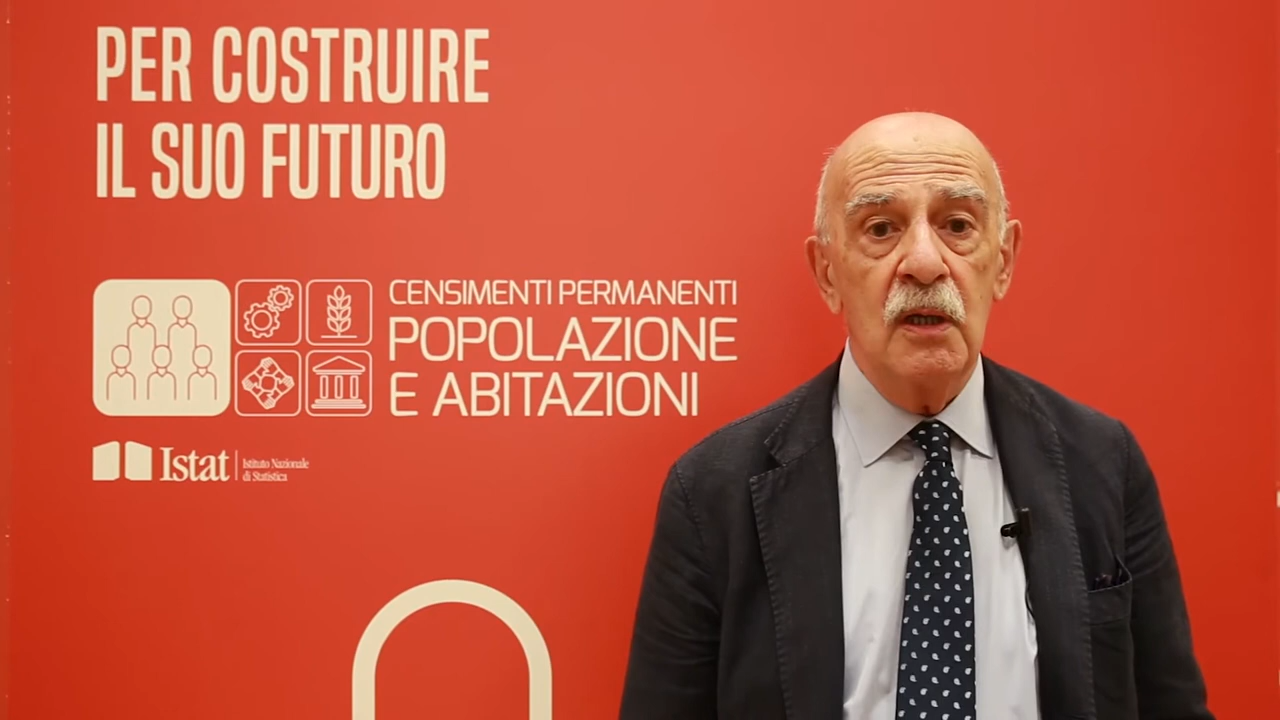 PER COSTRUIRE
IL SUO FUTURO
CENSIMENTI PERMANENTI
POPOLAZIONE
E ABITAZIONI
Istat
Istituto Nazionale
di Statistica